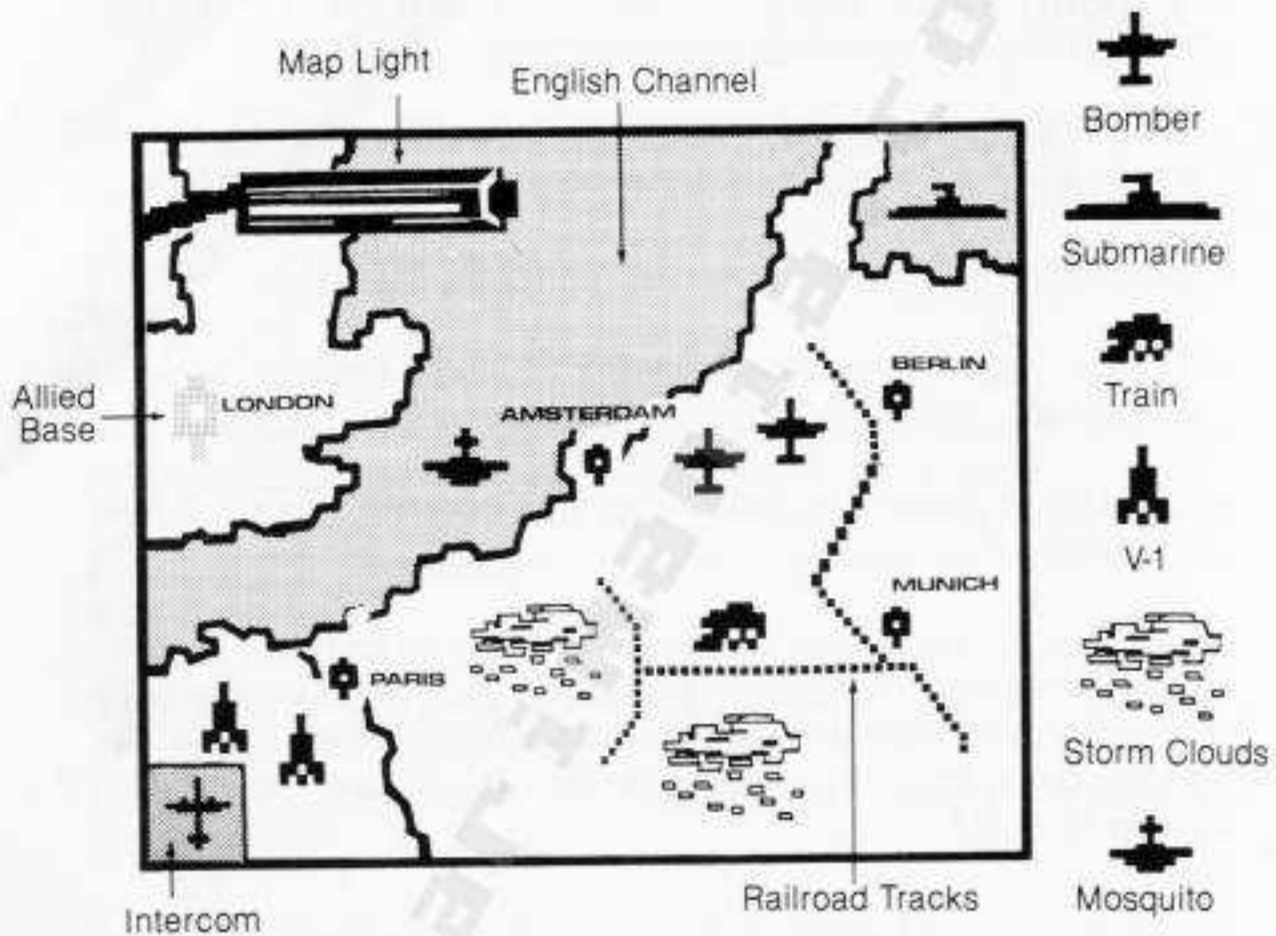 Map Light
English Channel
Bomber
Submarine
Train
V-1
Storm Clouds
Mosquito
Allied
Base
LONDON
AMSTERDAM
BERLIN
MUNICH
PARIS
Intercom
Railroad Tracks